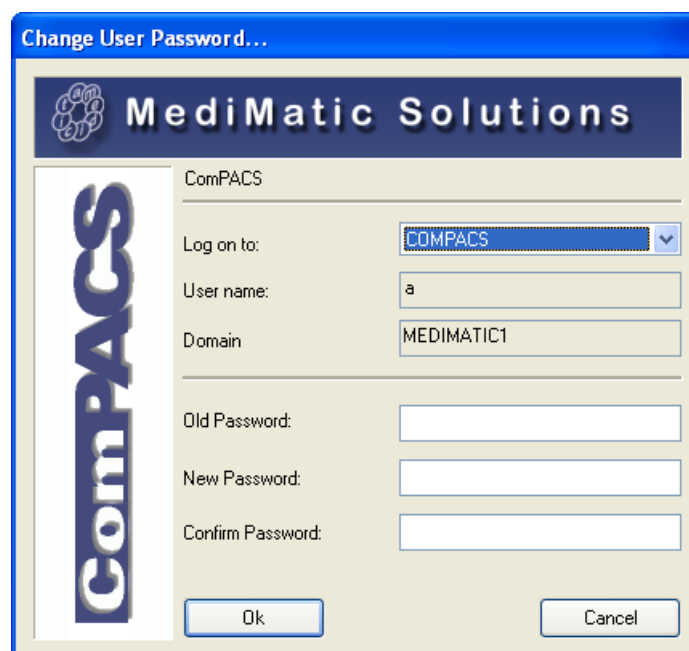 Change User Password...
MediMatic Solutions
ComPACS
ComPACS
Log on to:
COMPACS
User name:
a
Domain
MEDIMATIC1
Old Password:
New Password:
Confirm Password:
Ok
Cancel